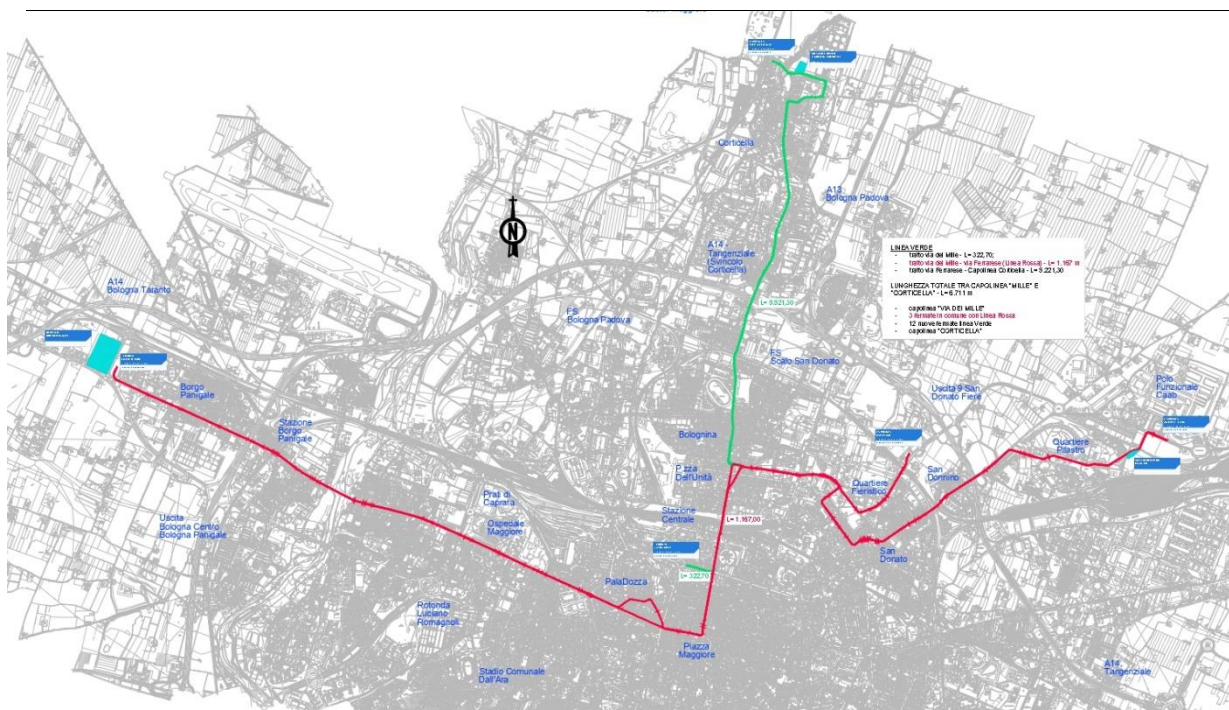 Corticella
A13
Bologna Padova
N
A14 -
Tangenziale
(Svincolo
Corticella)
LINEA VERDE
- tratto via dei Mille - L= 322,70;
- tratto via dei Mille - via Ferrarese (Linea Rossa) - L= 1.167 m
- tratto via Ferrarese - Capolinea Corticella - L= 5.221,30
LUNGHEZZA TOTALE TRA CAPOLINEA "MILLE" E
"CORTICELLA" - L= 6.711 m
- capolinea "VIA DEI MILLE"
- 3 fermate in comune con Linea Rossa
- 12 nuove fermate linea Verde
- capolinea "CORTICELLA"
A14
Bologna Taranto
FS
Bologna Padova
FS
Scalo San Donato
Borgo
Panigale
Stazione
Borgo
Panigale
Uscita 9 San
Donato Fiere
Polo
Funzionale
Caab
Bolognina
Quartiere
Pilastro
P.zza
Dell'Unità
San
Donnino
Quartiere
Fieristico
Prati di
Caprara
Stazione
Centrale
L= 1.167,00
Ospedale
Maggiore
Uscita
Bologna Centro
Bologna Panigale
San
Donato
L= 322,70
PalaDozza
Rotonda
Luciano
Romagnoli
Piazza
Maggiore
Stadio Comunale
Dall'Ara
A14
Tangenziale